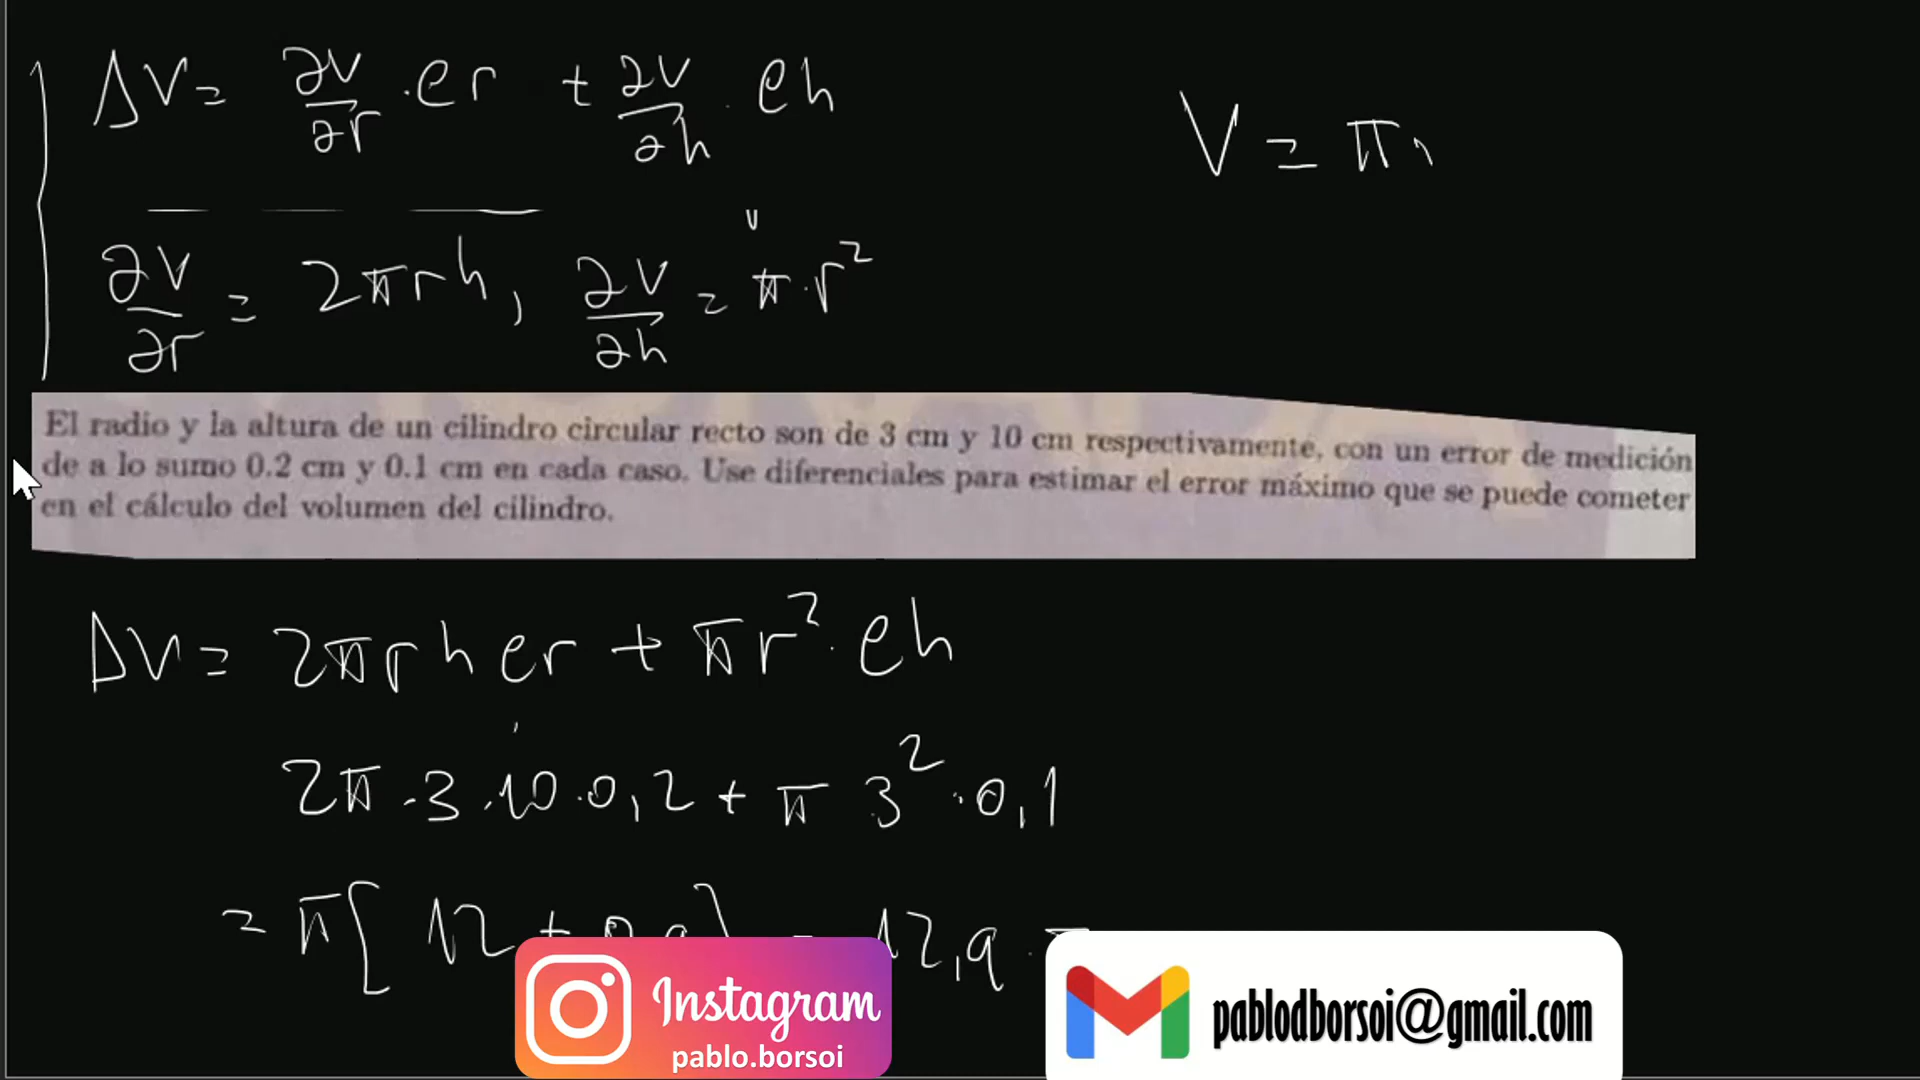 ΔV = ∂V/∂r · er + ∂V/∂h · eh
V = π
∂V/∂r = 2πrh, ∂V/∂h = π·r²
El radio y la altura de un cilindro circular recto son de 3 cm y 10 cm respectivamente, con un error de medición
de a lo sumo 0.2 cm y 0.1 cm en cada caso. Use diferenciales para estimar el error máximo que se puede cometer
en el cálculo del volumen del cilindro.
ΔV = 2πrh er + πr² · eh
2π·3·10·0,2 + π 3²·0,1
= π[12 + 0,9] = 12,9 ·
Instagram
pablo.borsoi
pablodborsoi@gmail.com